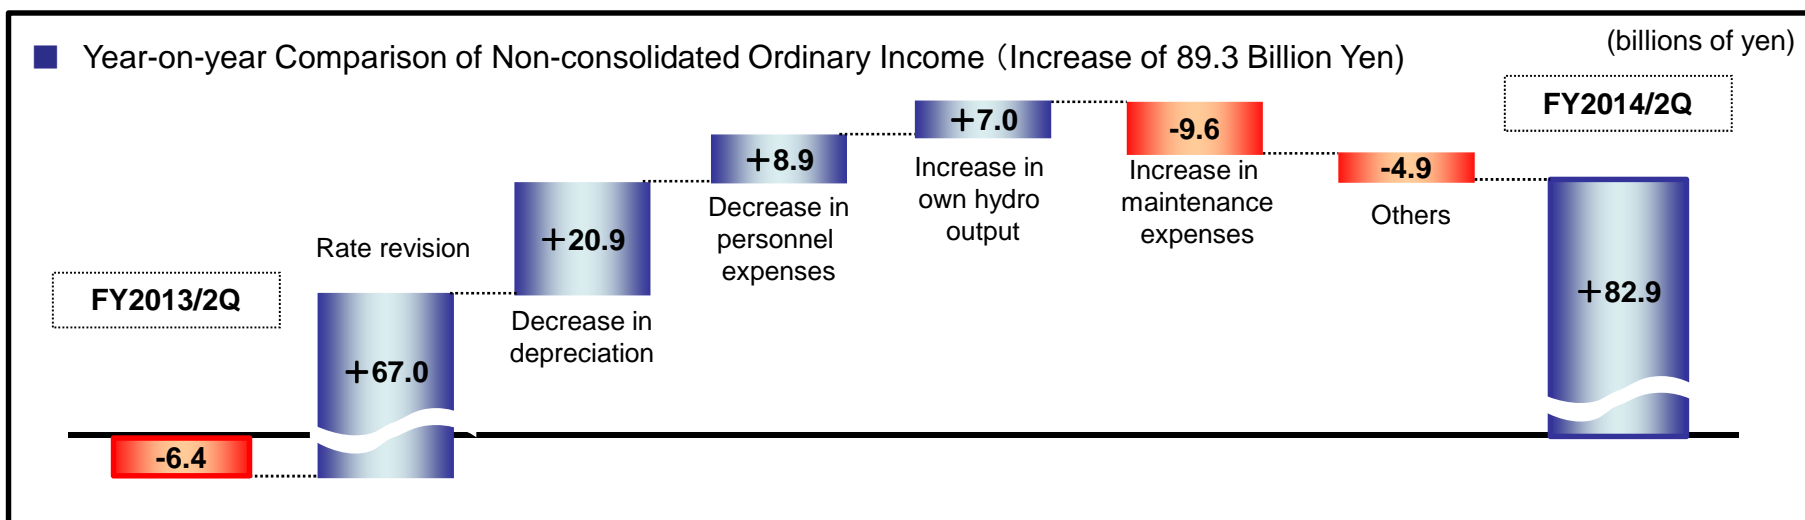 Year-on-year Comparison of Non-consolidated Ordinary Income（Increase of 89.3 Billion Yen)
(billions of yen)
FY2013/2Q
-6.4
Rate revision
＋67.0
＋20.9
Decrease in
depreciation
＋8.9
Decrease in
personnel
expenses
＋7.0
Increase in
own hydro
output
-9.6
Increase in
maintenance
expenses
-4.9
Others
FY2014/2Q
＋82.9